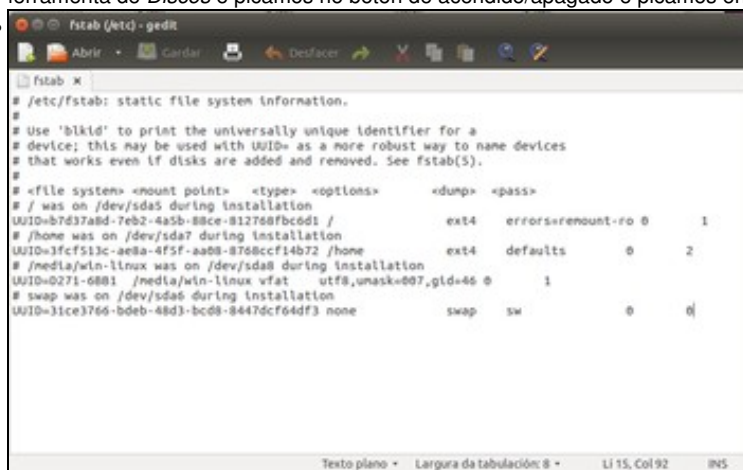 ferramenta de Discos e picamos no botón de acendido/apagado e picamos en
fstab (/etc) - gedit
Abrir Gardar Desfacer
fstab ×
# /etc/fstab: static file system information.
#
# Use 'blkid' to print the universally unique identifier for a
# device; this may be used with UUID= as a more robust way to name devices
# that works even if disks are added and removed. See fstab(5).
#
# <file system> <mount point> <type> <options> <dump> <pass>
# / was on /dev/sda5 during installation
UUID=b7d37a8d-7eb2-4a5b-88ce-812768fbc6d1 / ext4 errors=remount-ro 0 1
# /home was on /dev/sda7 during installation
UUID=3fcf513c-ae8a-4f5f-aa08-8768ccf14b72 /home ext4 defaults 0 2
# /media/win-linux was on /dev/sda8 during installation
UUID=0271-6881 /media/win-linux vfat utf8,umask=007,gid=46 0 1
# swap was on /dev/sda6 during installation
UUID=31ce3766-bdeb-48d3-bcd8-8447dcf64df3 none swap sw 0 0
Texto plano Largura da tabulación: 8 Li 15, Col 92 INS